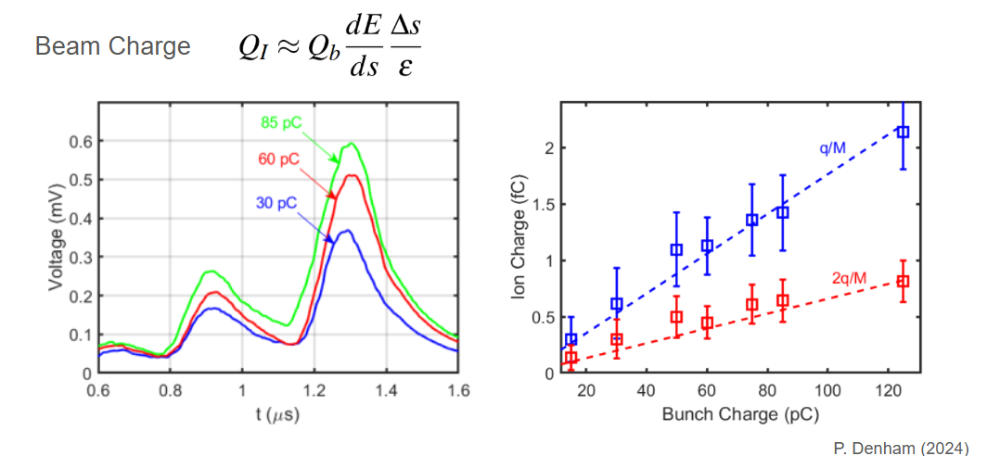 Beam Charge
Q_I ≈ Q_b dE/ds Δs/ε
85 pC
60 pC
30 pC
Voltage (mV)
0.6
0.5
0.4
0.3
0.2
0.1
0
0.6 0.8 1 1.2 1.4 1.6
t (μs)
q/M
2q/M
Ion Charge (fC)
2
1.5
1
0.5
0
20 40 60 80 100 120
Bunch Charge (pC)
P. Denham (2024)